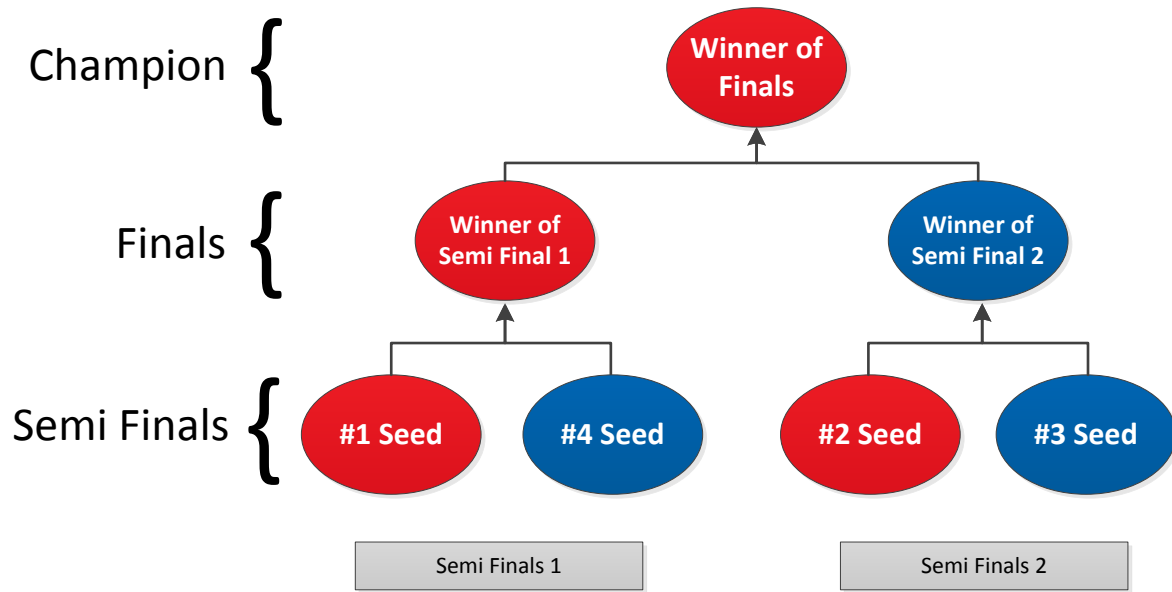 Champion
Winner of
Finals
Finals
Winner of
Semi Final 1
Winner of
Semi Final 2
Semi Finals
#1 Seed
#4 Seed
#2 Seed
#3 Seed
Semi Finals 1
Semi Finals 2